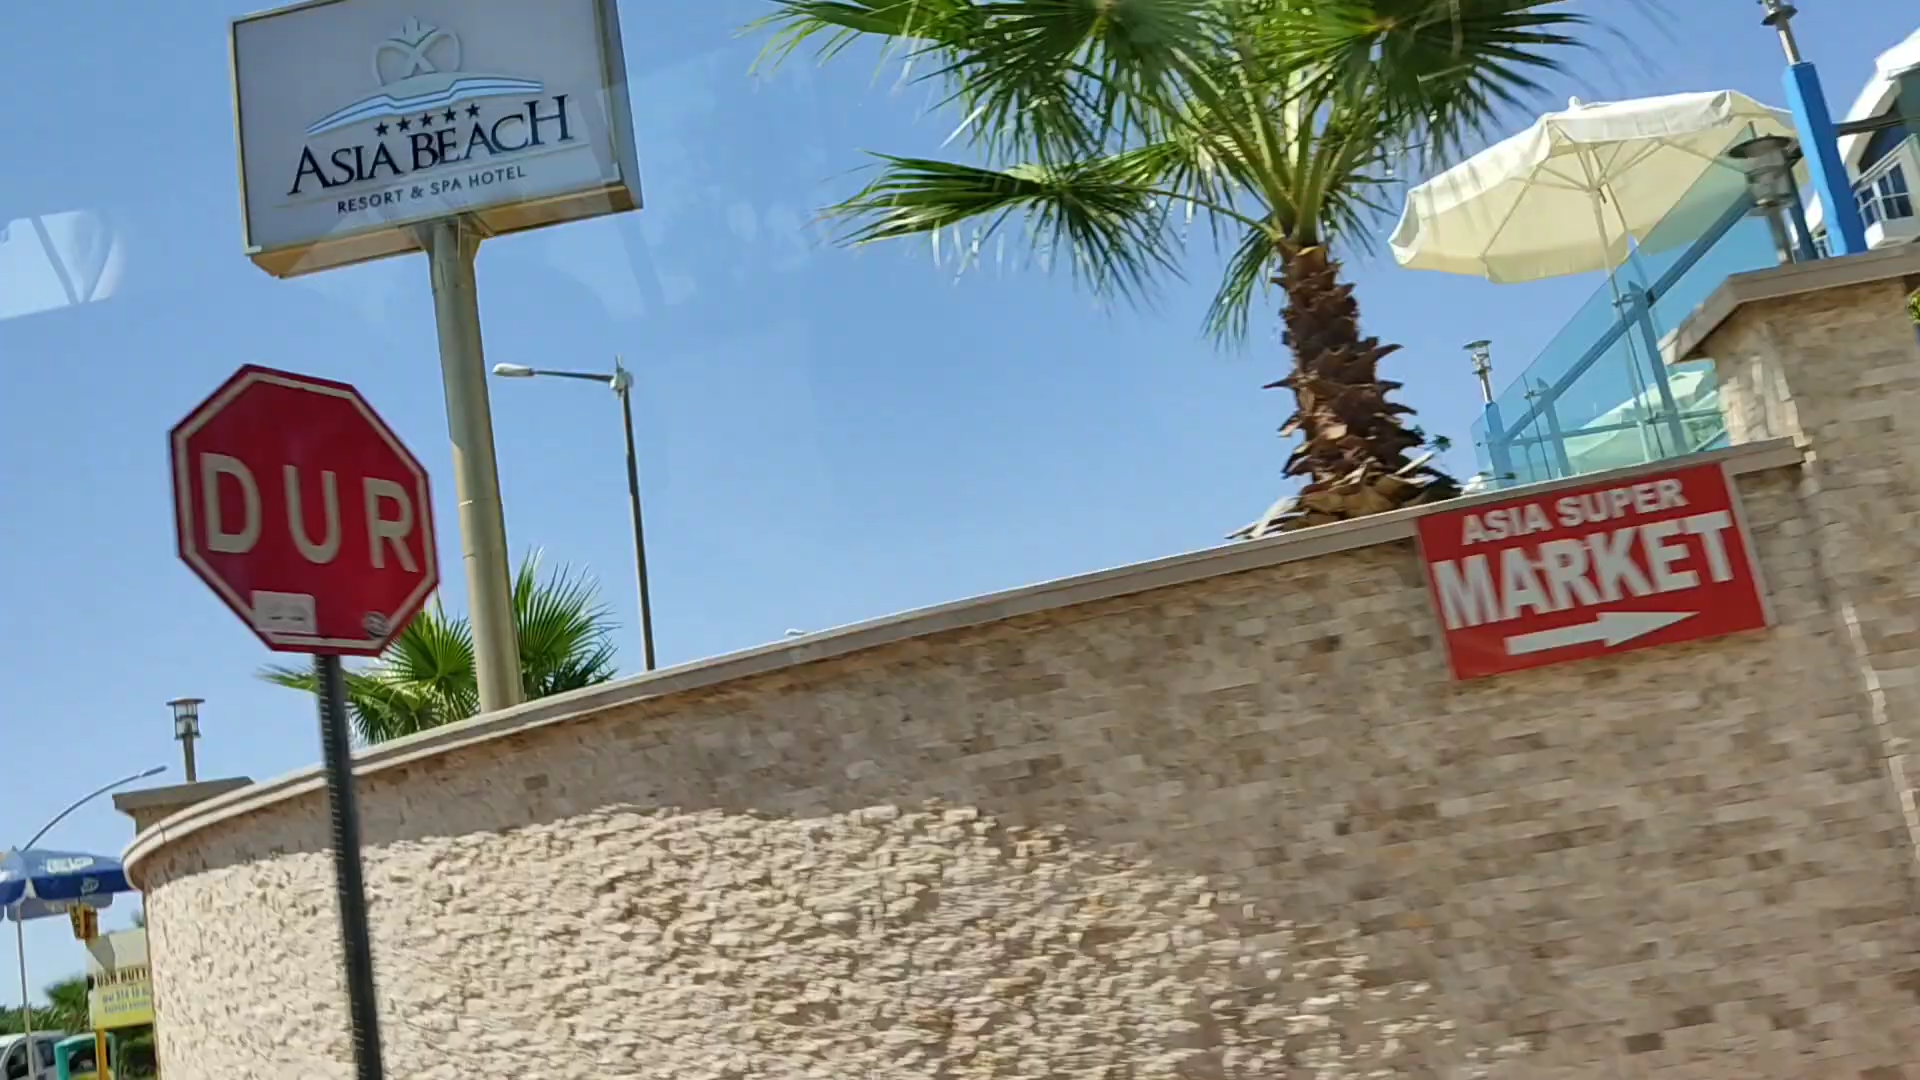 ASIA BEACH
RESORT & SPA HOTEL
DUR
ASIA SUPER
MARKET